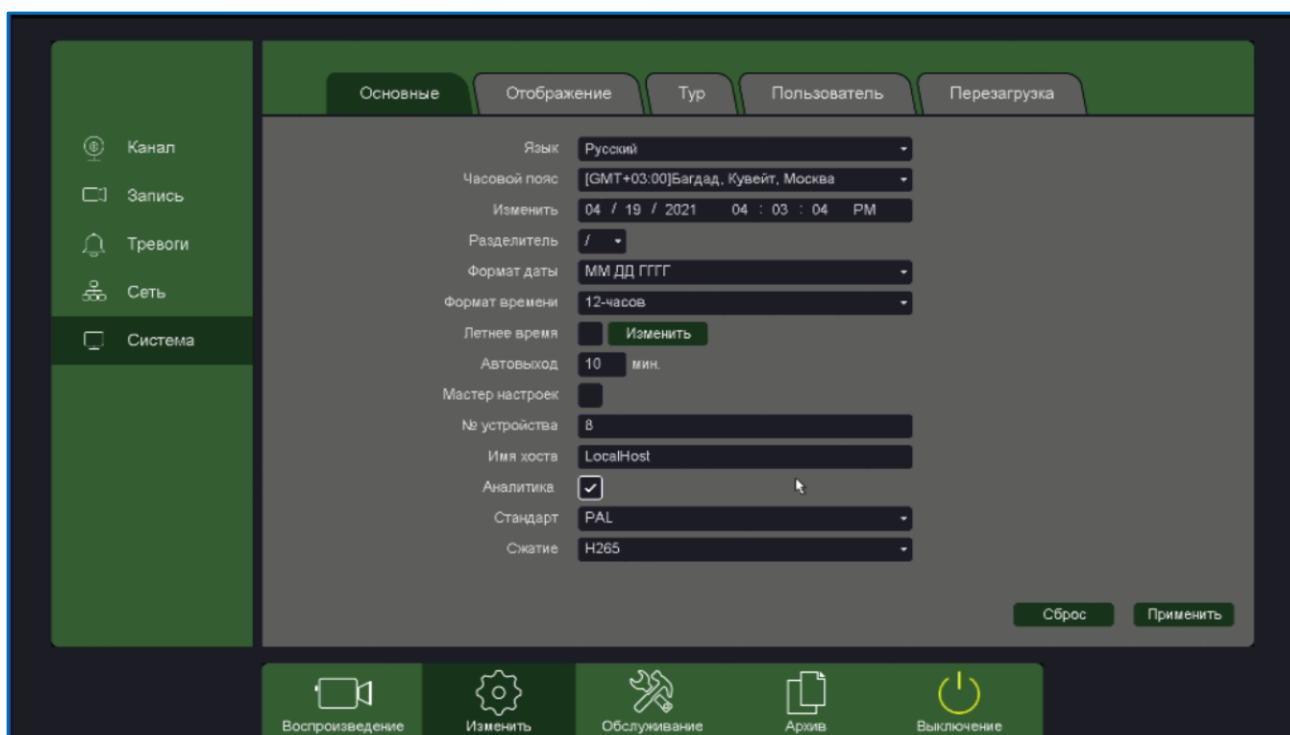 Основные Отображение Тур Пользователь Перезагрузка
Канал
Запись
Тревоги
Сеть
Система
Язык Русский
Часовой пояс [GMT+03:00]Багдад, Кувейт, Москва
Изменить 04 / 19 / 2021 04 : 03 : 04 PM
Разделитель /
Формат даты ММ ДД ГГГГ
Формат времени 12-часов
Летнее время Изменить
Автовыход 10 мин.
Мастер настроек
№ устройства 8
Имя хоста LocalHost
Аналитика
Стандарт PAL
Сжатие H265
Сброс Применить
Воспроизведение Изменить Обслуживание Архив Выключение